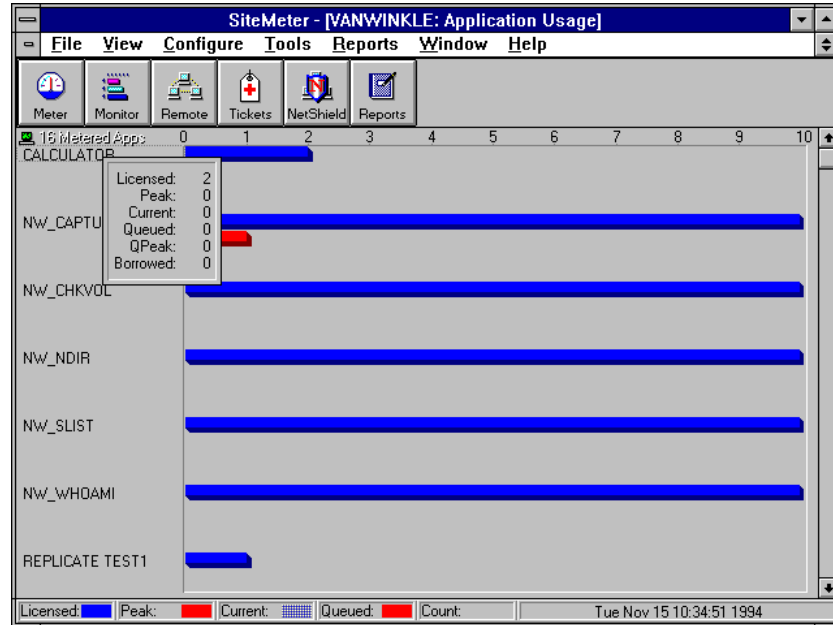 SiteMeter - [VANWINKLE: Application Usage]
File View Configure Tools Reports Window Help
Meter Monitor Remote Tickets NetShield Reports
16 Metered Apps 0 1 2 3 4 5 6 7 8 9 10
CALCULATOR
Licensed: 2
Peak: 0
Current: 0
Queued: 0
QPeak: 0
Borrowed: 0
NW_CAPTU
NW_CHKVOL
NW_NDIR
NW_SLIST
NW_WHOAMI
REPLICATE TEST1
Licensed: Peak: Current: Queued: Count: Tue Nov 15 10:34:51 1994